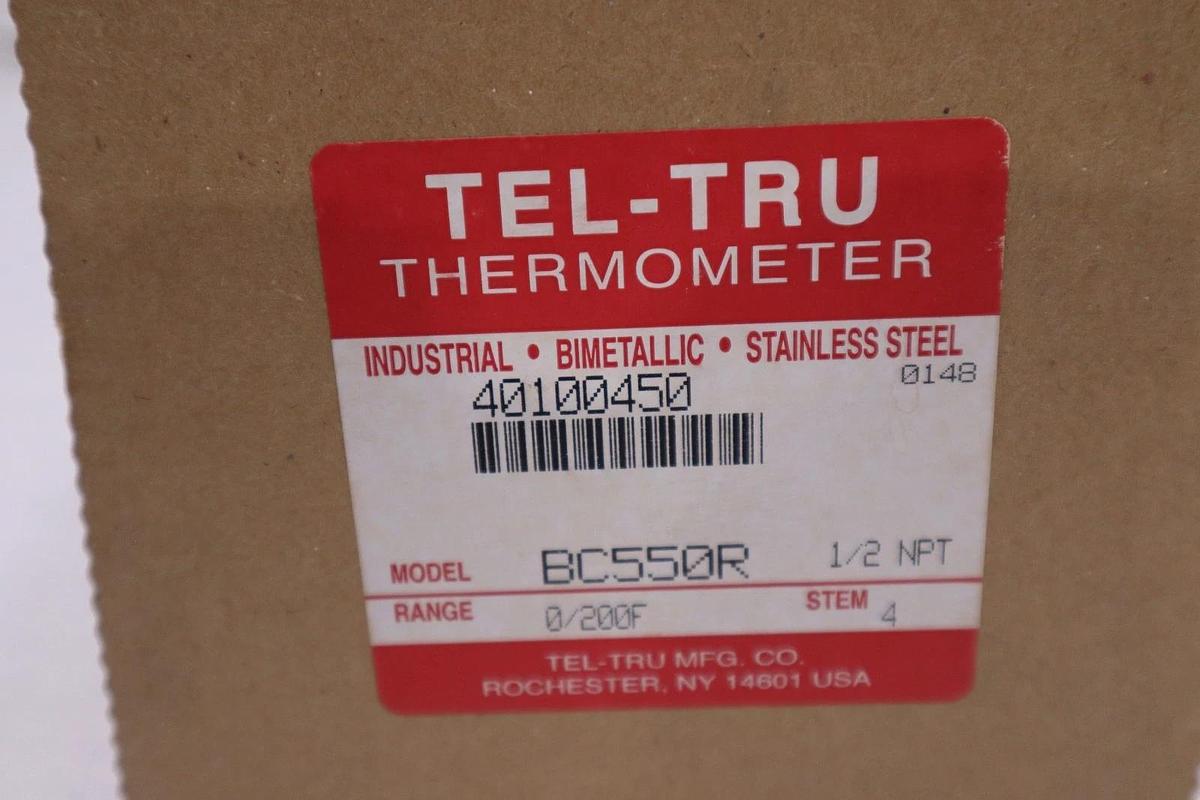 TEL-TRU
THERMOMETER
INDUSTRIAL • BIMETALLIC • STAINLESS STEEL
40100450 0148
MODEL BC550R 1/2 NPT
RANGE 0/200F STEM 4
TEL-TRU MFG. CO.
ROCHESTER, NY 14601 USA